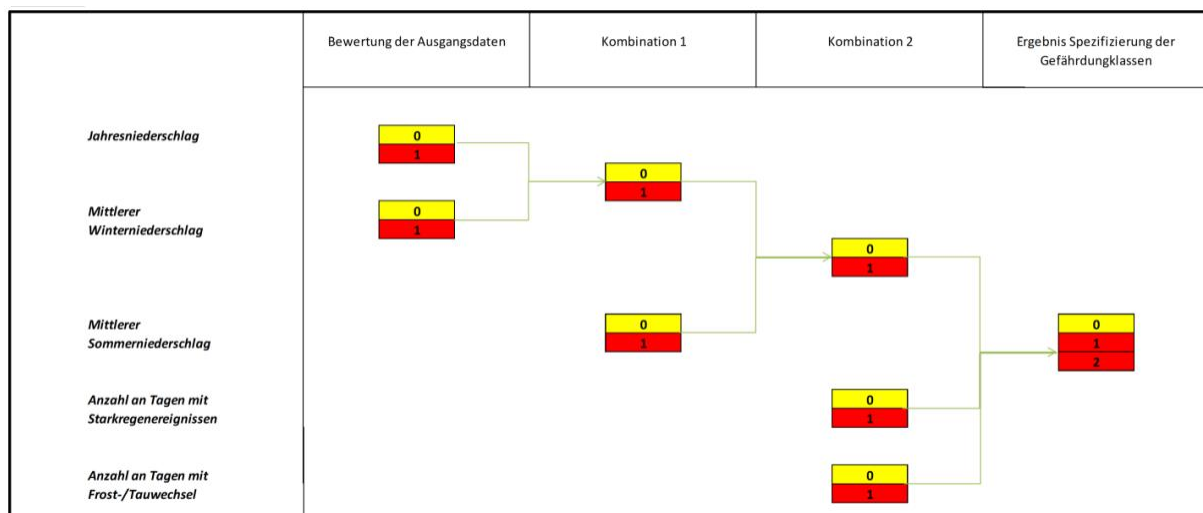 Bewertung der Ausgangsdaten
Kombination 1
Kombination 2
Ergebnis Spezifizierung der
Gefährdungklassen
Jahresniederschlag
0
1
0
1
Mittlerer
Winterniederschlag
0
1
0
1
Mittlerer
Sommerniederschlag
0
1
0
1
2
Anzahl an Tagen mit
Starkregenereignissen
0
1
Anzahl an Tagen mit
Frost-/Tauwechsel
0
1